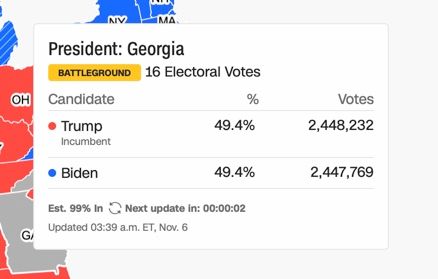 NY
MA
OH
President: Georgia
BATTLEGROUND 16 Electoral Votes
Candidate % Votes
Trump 49.4% 2,448,232
Incumbent
Biden 49.4% 2,447,769
Est. 99% In Next update in: 00:00:02
Updated 03:39 a.m. ET, Nov. 6